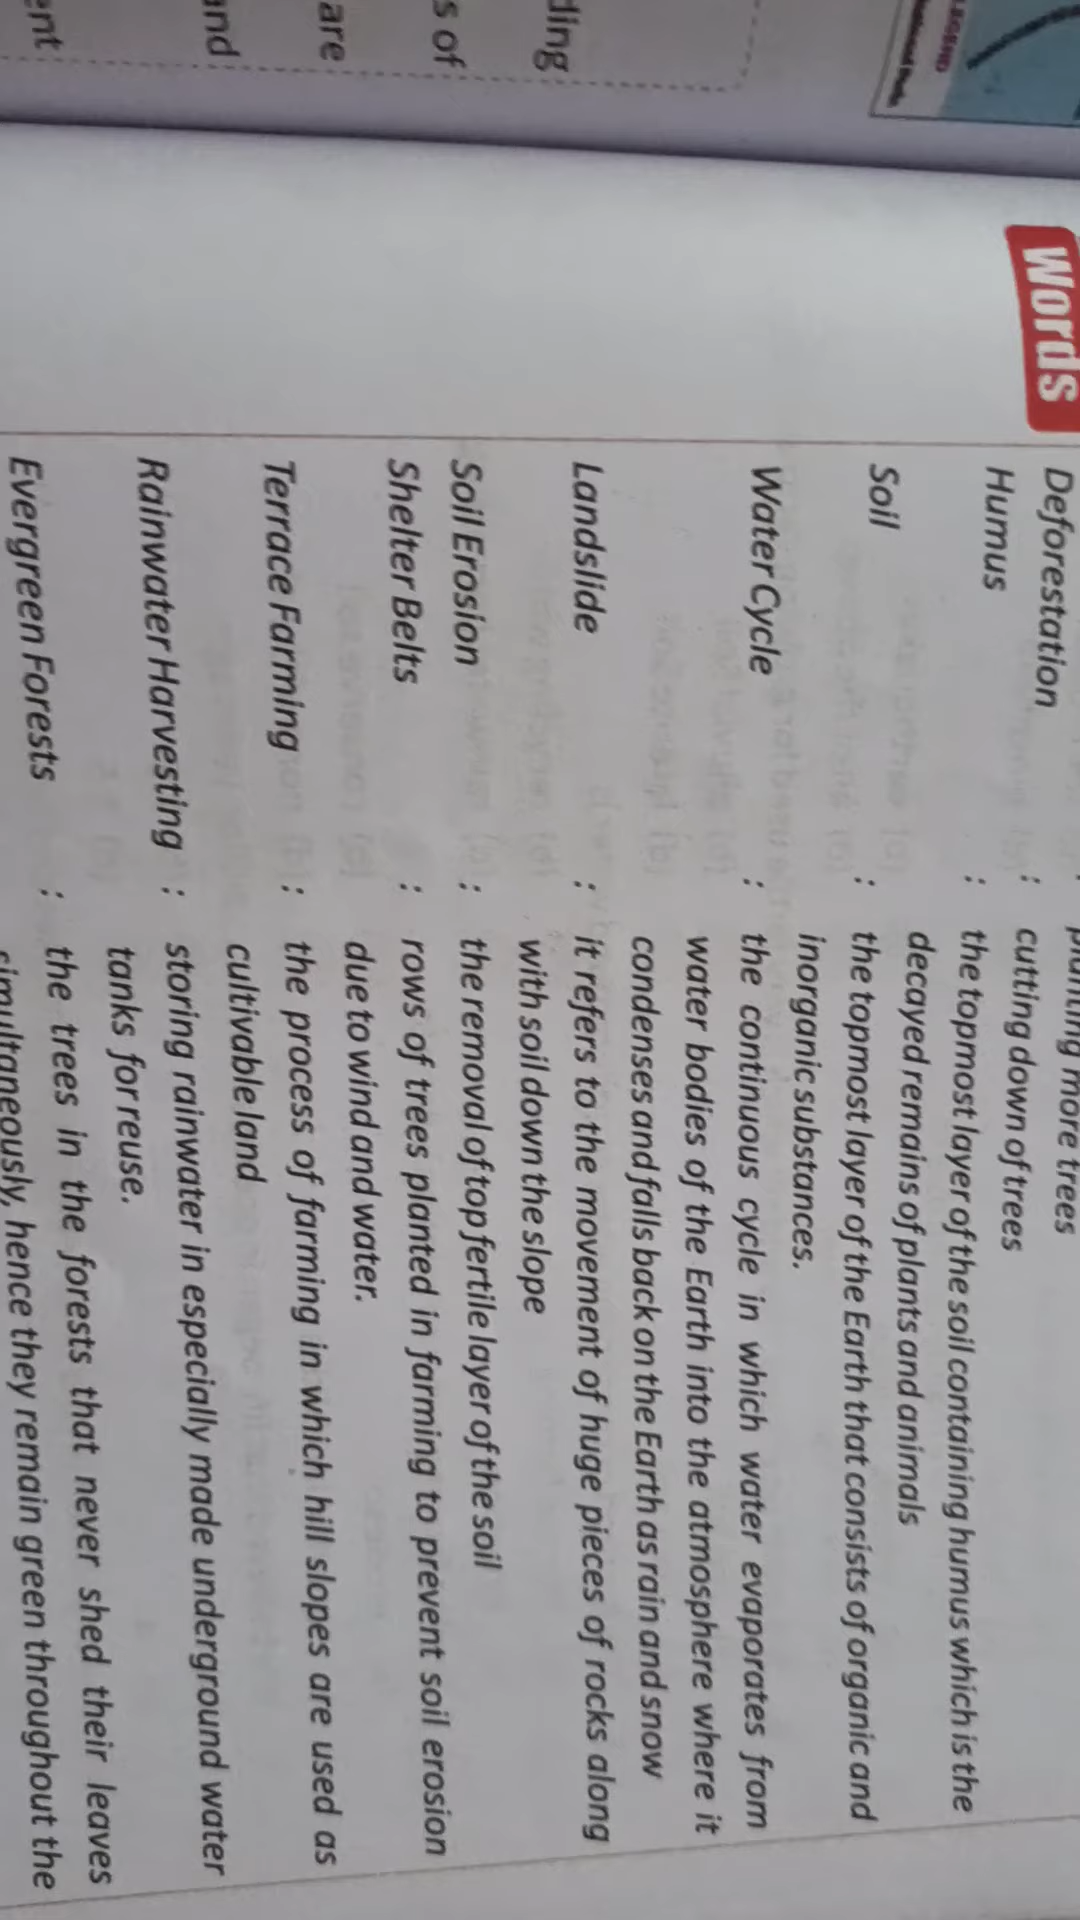 LEGEND
ding
s of
are
and
ent
Words
planting more trees
Deforestation : cutting down of trees
Humus : the topmost layer of the soil containing humus which is the
decayed remains of plants and animals
Soil : the topmost layer of the Earth that consists of organic and
inorganic substances.
Water Cycle : the continuous cycle in which water evaporates from
water bodies of the Earth into the atmosphere where it
condenses and falls back on the Earth as rain and snow
Landslide : it refers to the movement of huge pieces of rocks along
with soil down the slope
Soil Erosion : the removal of top fertile layer of the soil
Shelter Belts : rows of trees planted in farming to prevent soil erosion
due to wind and water.
Terrace Farming : the process of farming in which hill slopes are used as
cultivable land
Rainwater Harvesting : storing rainwater in especially made underground water
tanks for reuse.
Evergreen Forests : the trees in the forests that never shed their leaves
simultaneously, hence they remain green throughout the